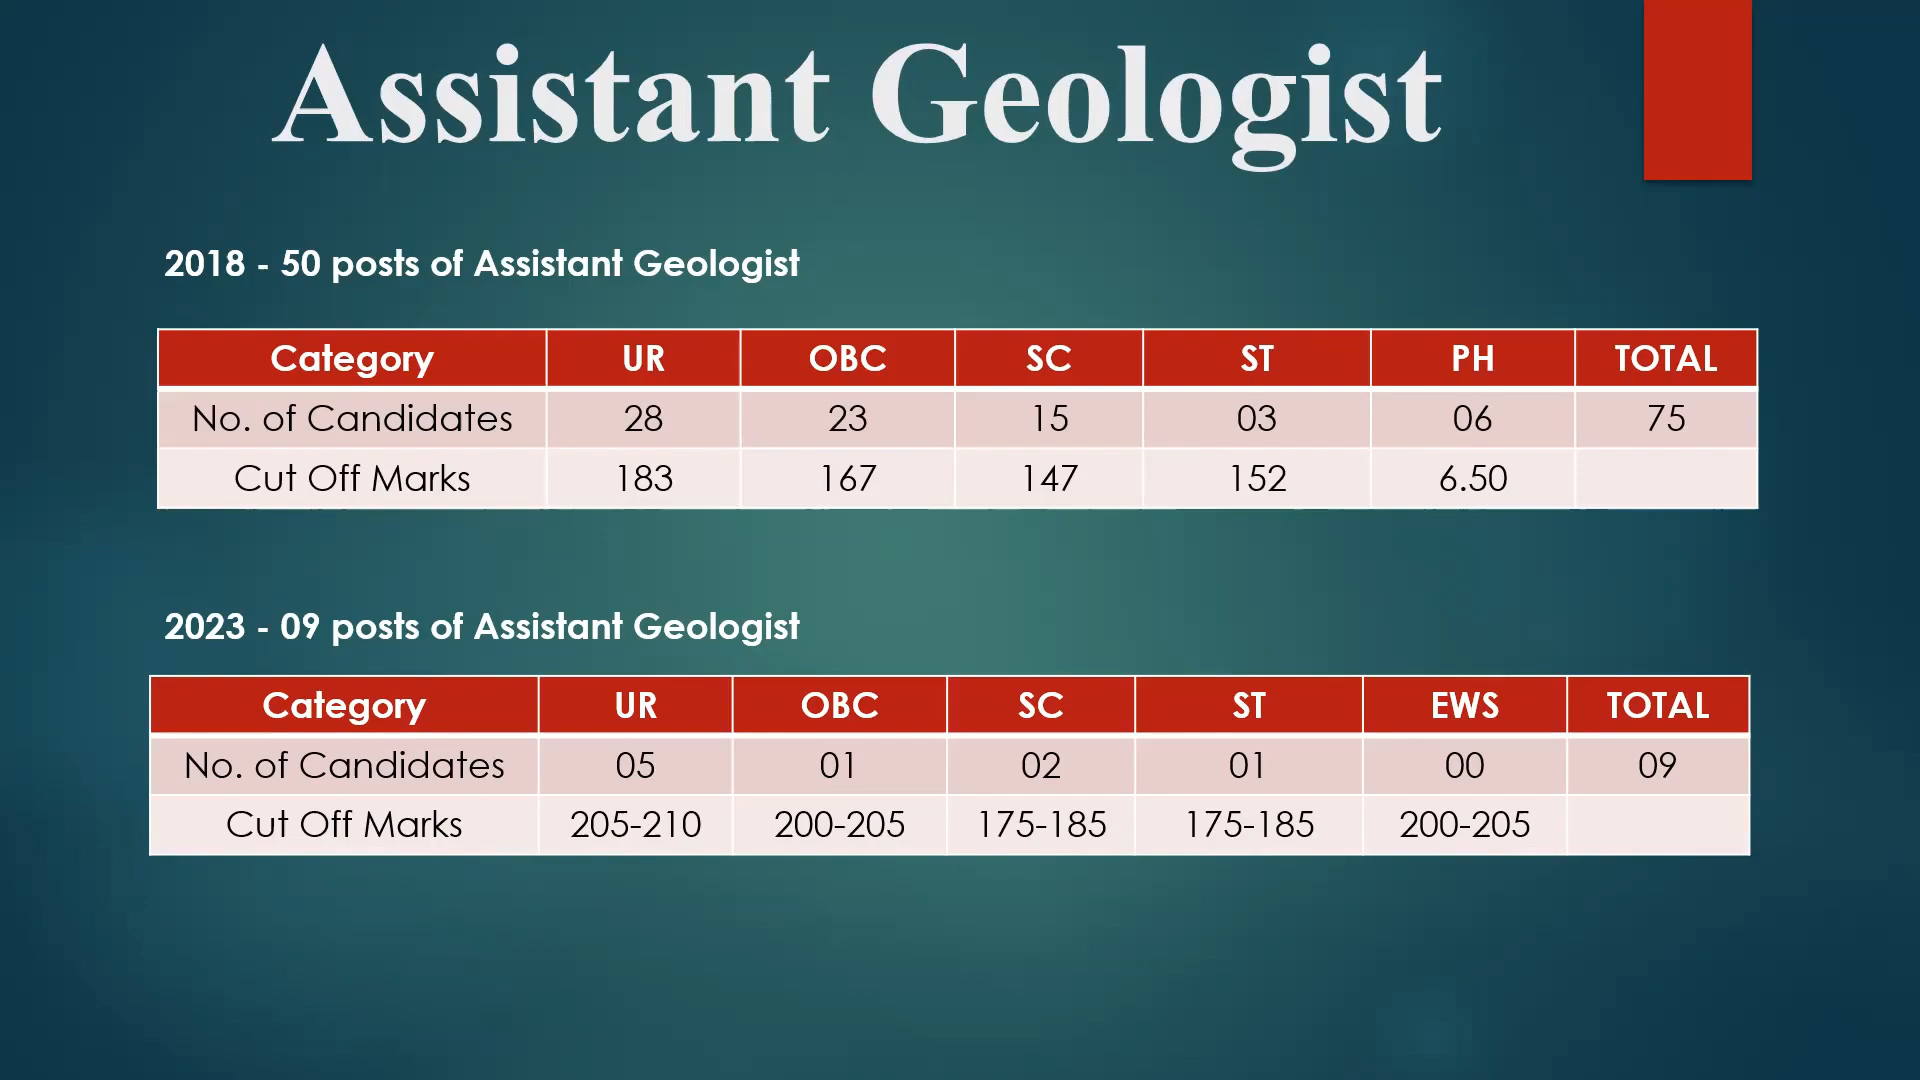 Assistant Geologist
2018 - 50 posts of Assistant Geologist
Category UR OBC SC ST PH TOTAL
No. of Candidates 28 23 15 03 06 75
Cut Off Marks 183 167 147 152 6.50
2023 - 09 posts of Assistant Geologist
Category UR OBC SC ST EWS TOTAL
No. of Candidates 05 01 02 01 00 09
Cut Off Marks 205-210 200-205 175-185 175-185 200-205